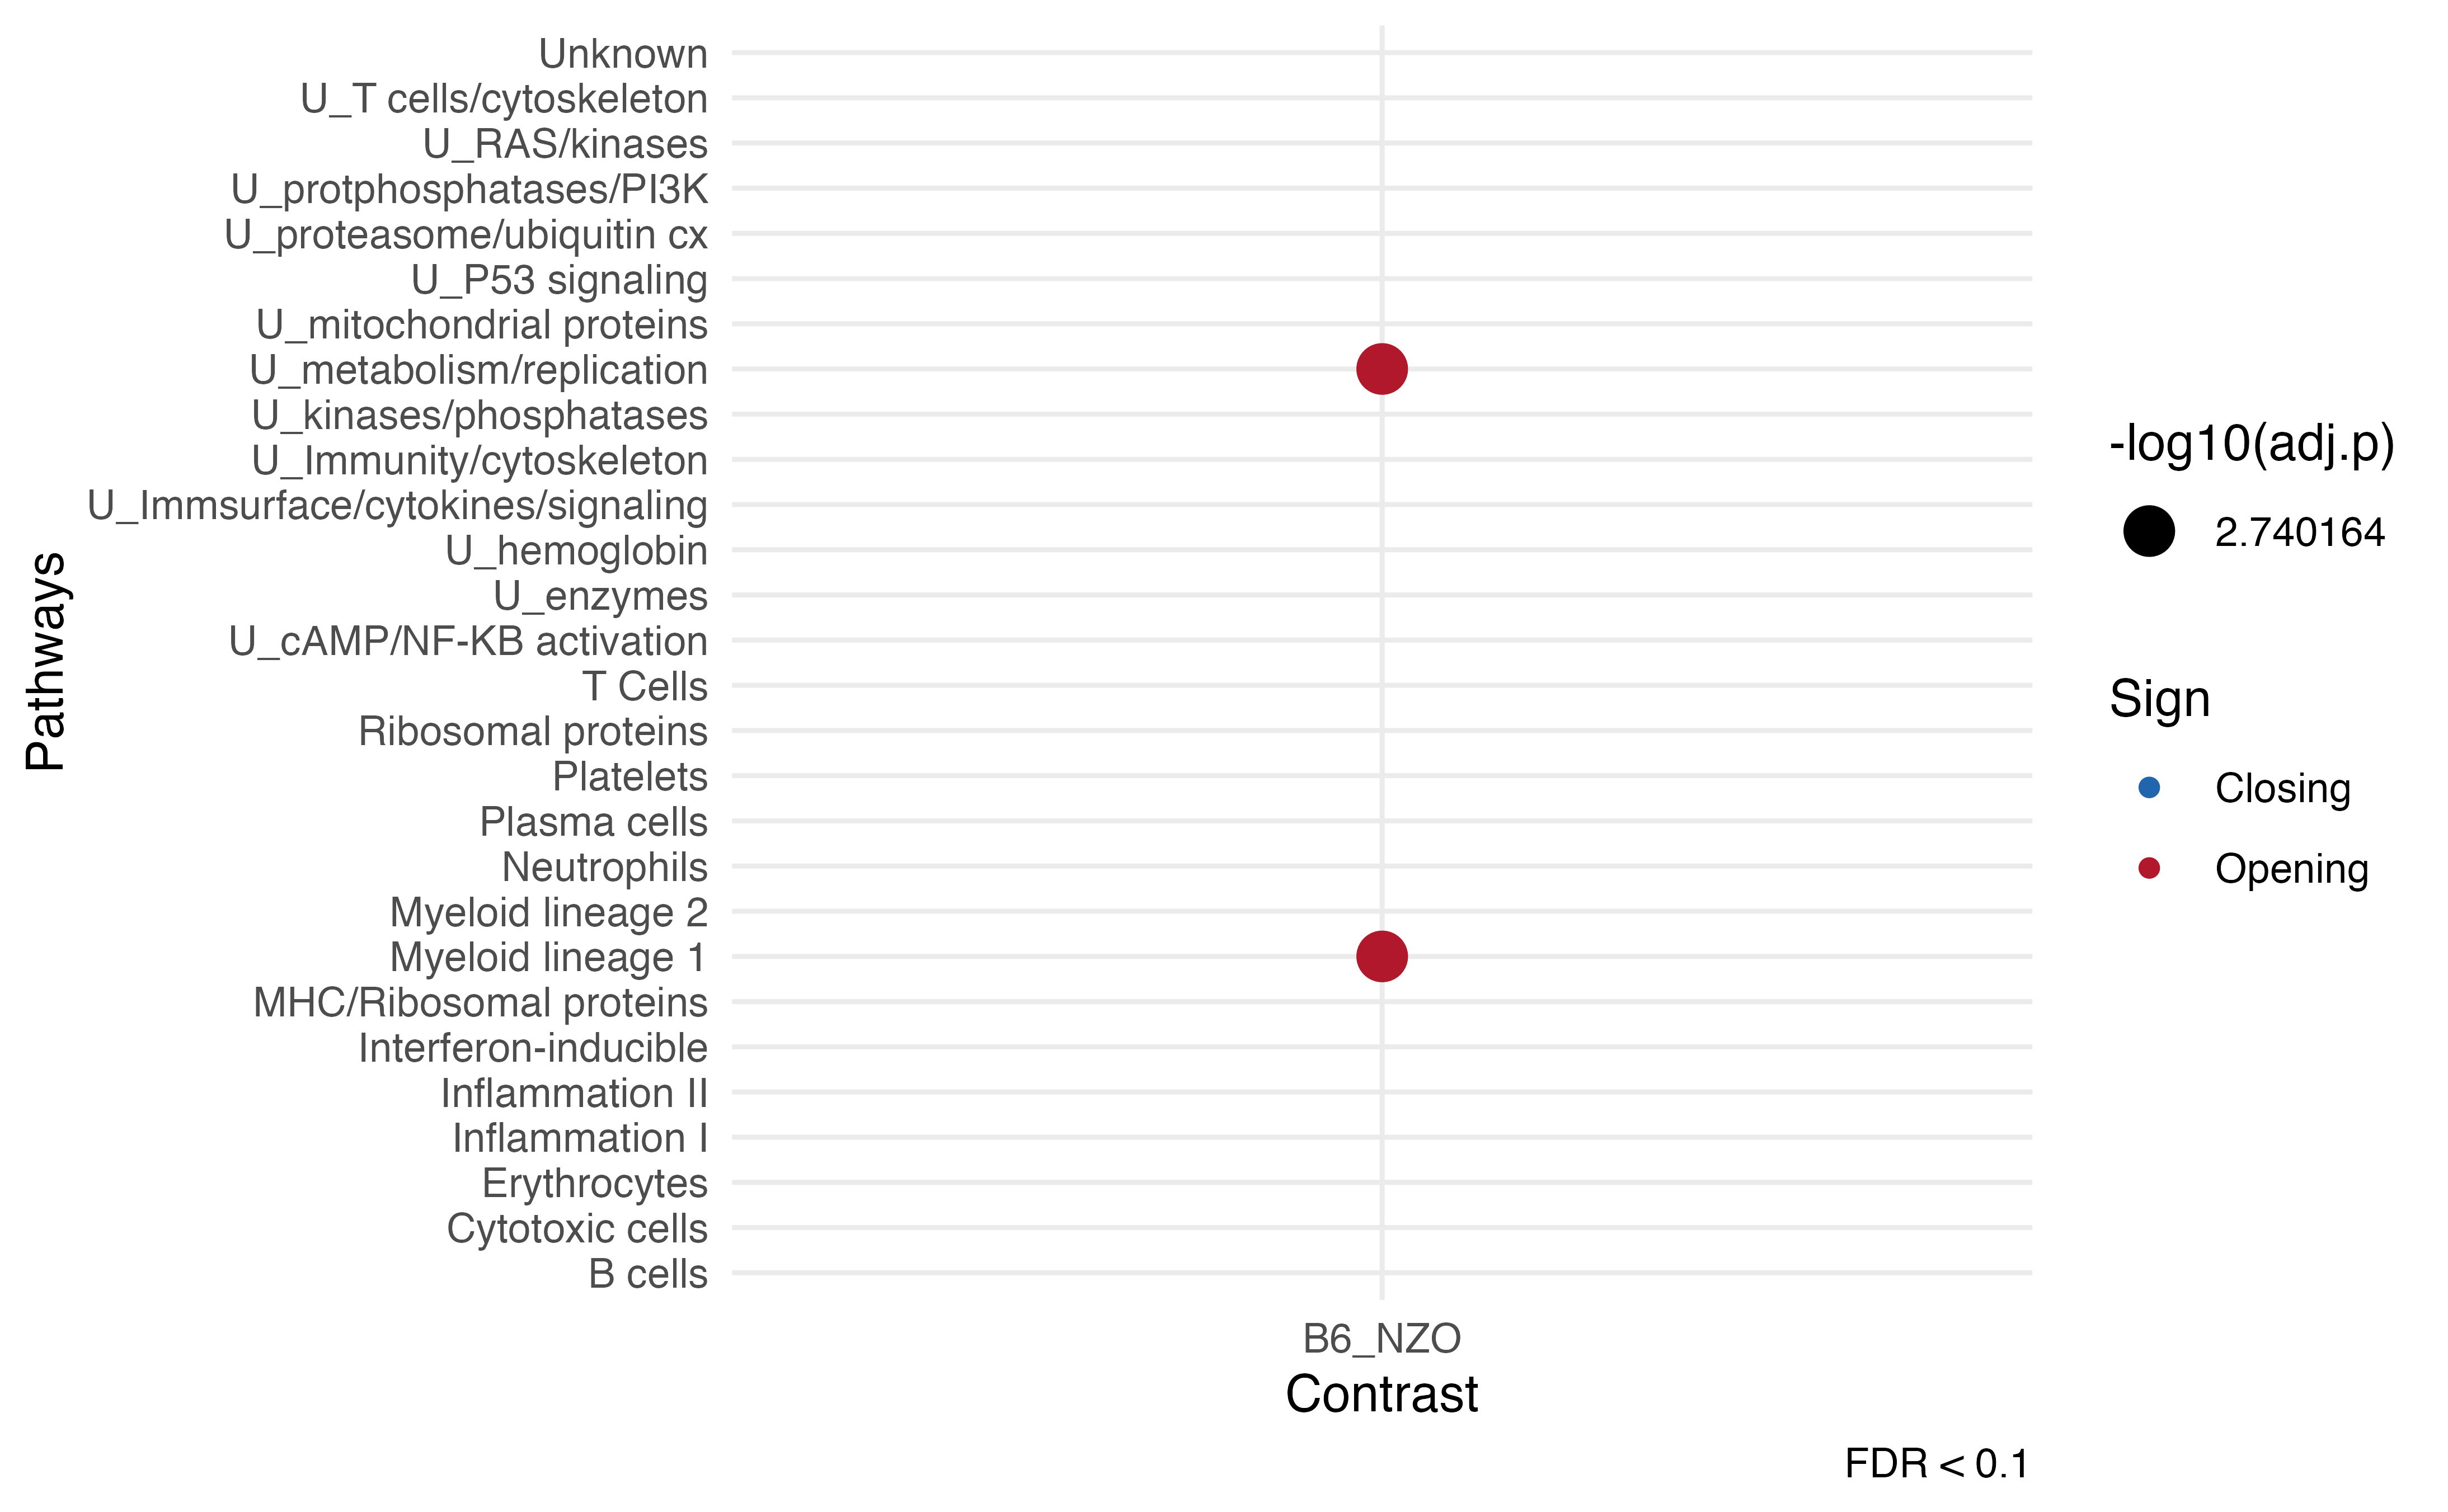 Pathways
Unknown
U_T cells/cytoskeleton
U_RAS/kinases
U_protphosphatases/PI3K
U_proteasome/ubiquitin cx
U_P53 signaling
U_mitochondrial proteins
U_metabolism/replication
U_kinases/phosphatases
U_Immunity/cytoskeleton
U_Immsurface/cytokines/signaling
U_hemoglobin
U_enzymes
U_cAMP/NF-KB activation
T Cells
Ribosomal proteins
Platelets
Plasma cells
Neutrophils
Myeloid lineage 2
Myeloid lineage 1
MHC/Ribosomal proteins
Interferon-inducible
Inflammation II
Inflammation I
Erythrocytes
Cytotoxic cells
B cells
B6_NZO
Contrast
FDR < 0.1
-log10(adj.p)
2.740164
Sign
Closing
Opening